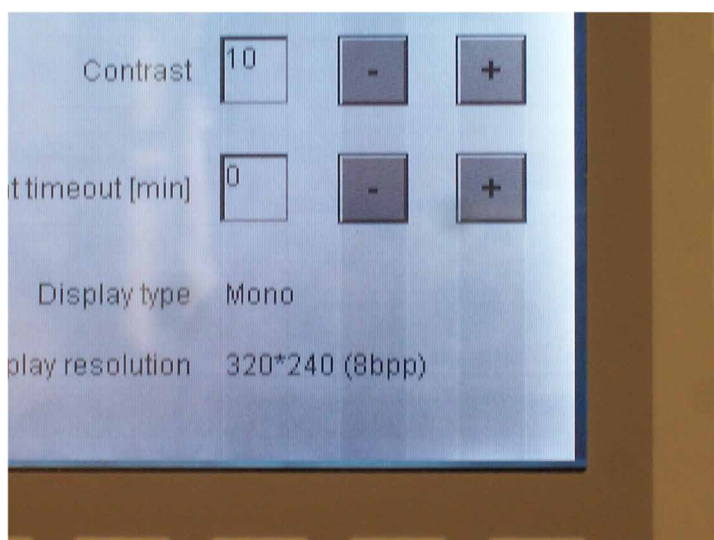 Contrast 10 - +
t timeout [min] 0 - +
Display type Mono
play resolution 320*240 (8bpp)